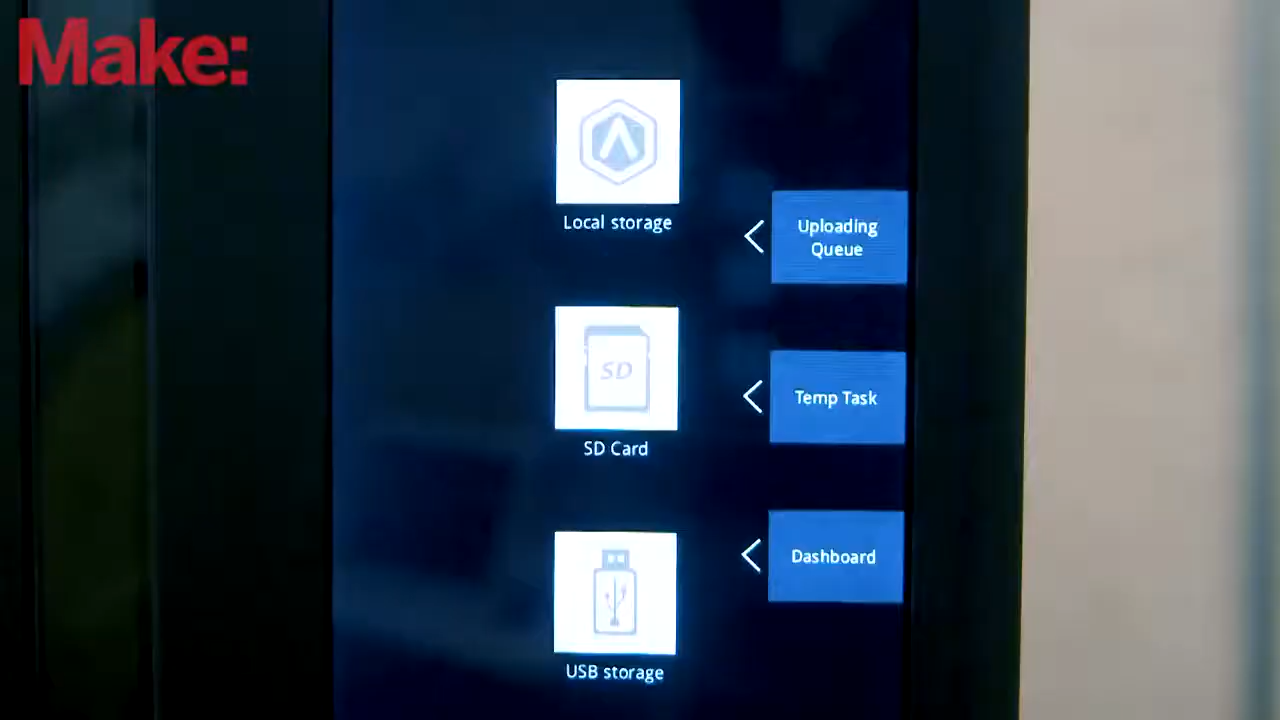 Make:
Local storage
Uploading
Queue
SD
SD Card
Temp Task
Dashboard
USB storage